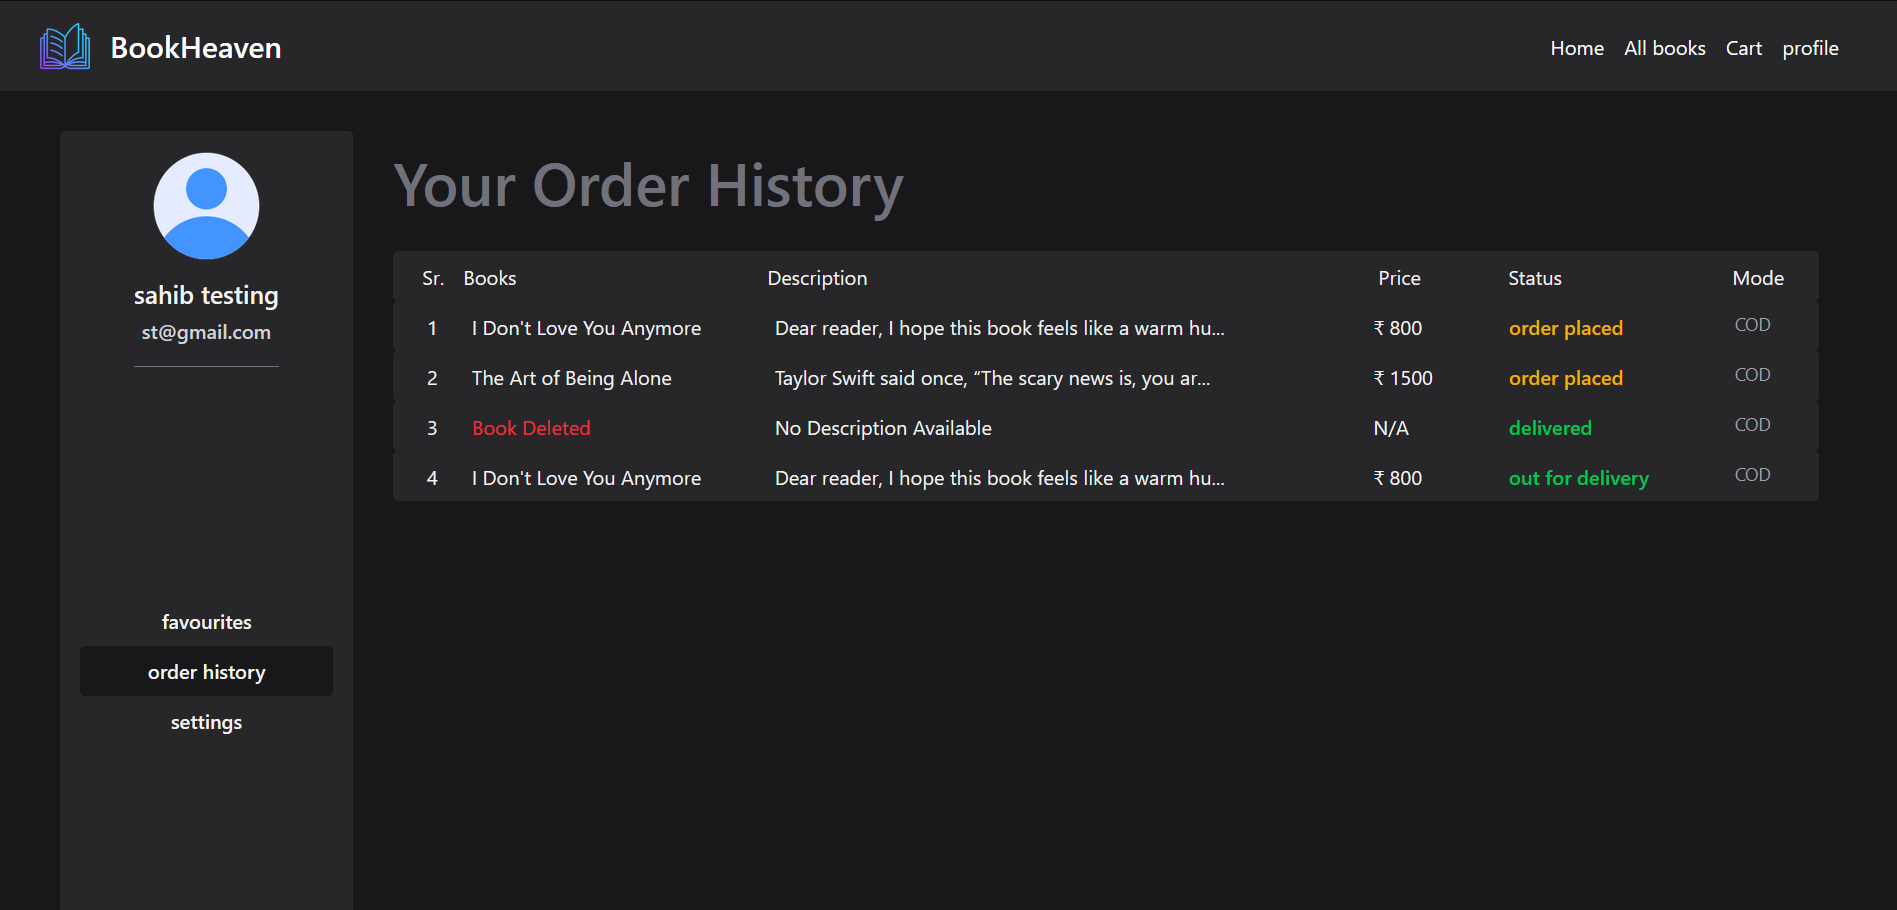 BookHeaven
Home All books Cart profile
sahib testing
st@gmail.com
favourites
order history
settings
Your Order History
Sr. Books Description Price Status Mode
1 I Don't Love You Anymore Dear reader, I hope this book feels like a warm hu... ₹ 800 order placed COD
2 The Art of Being Alone Taylor Swift said once, “The scary news is, you ar... ₹ 1500 order placed COD
3 Book Deleted No Description Available N/A delivered COD
4 I Don't Love You Anymore Dear reader, I hope this book feels like a warm hu... ₹ 800 out for delivery COD